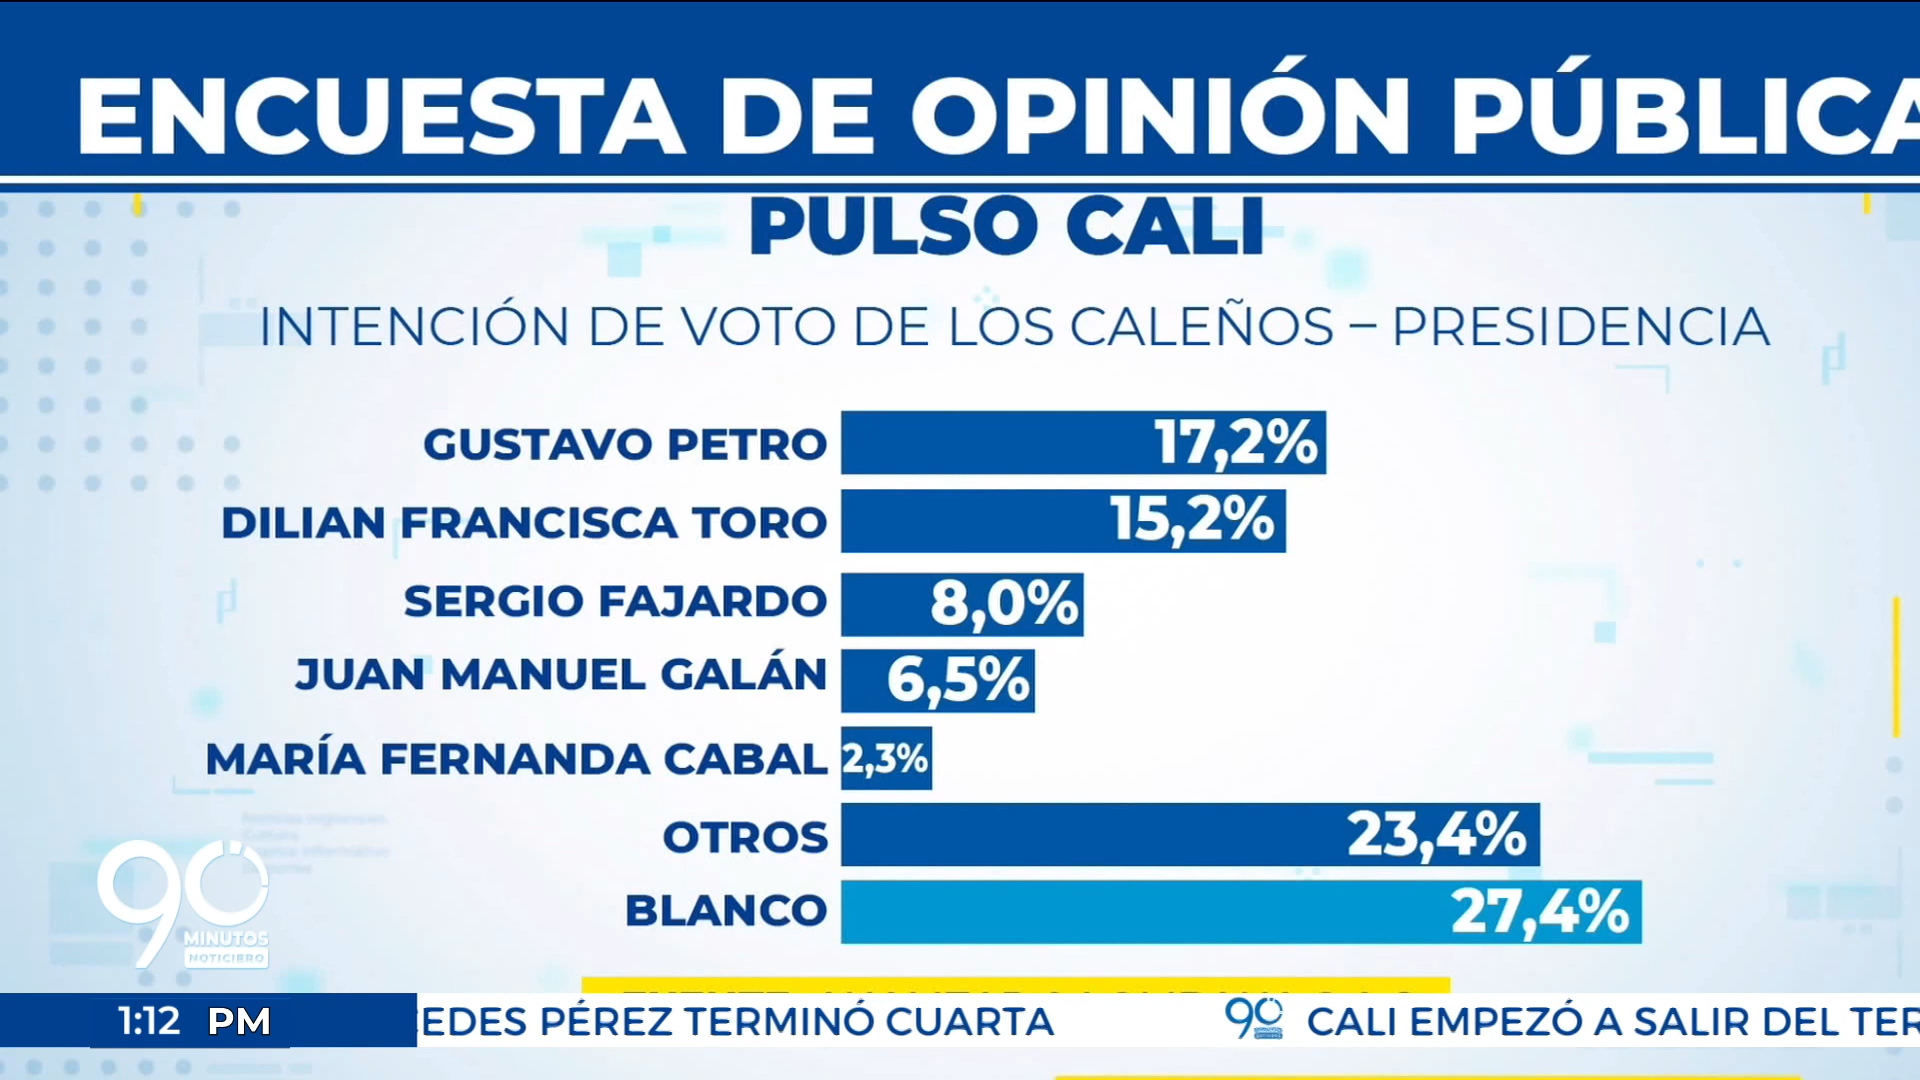 ENCUESTA DE OPINIÓN PÚBLICA
PULSO CALI
INTENCIÓN DE VOTO DE LOS CALEÑOS – PRESIDENCIA
GUSTAVO PETRO 17,2%
DILIAN FRANCISCA TORO 15,2%
SERGIO FAJARDO 8,0%
JUAN MANUEL GALÁN 6,5%
MARÍA FERNANDA CABAL 2,3%
OTROS 23,4%
BLANCO 27,4%
90
MINUTOS
NOTICIERO
1:12 PM
EDES PÉREZ TERMINÓ CUARTA 90 CALI EMPEZÓ A SALIR DEL TER